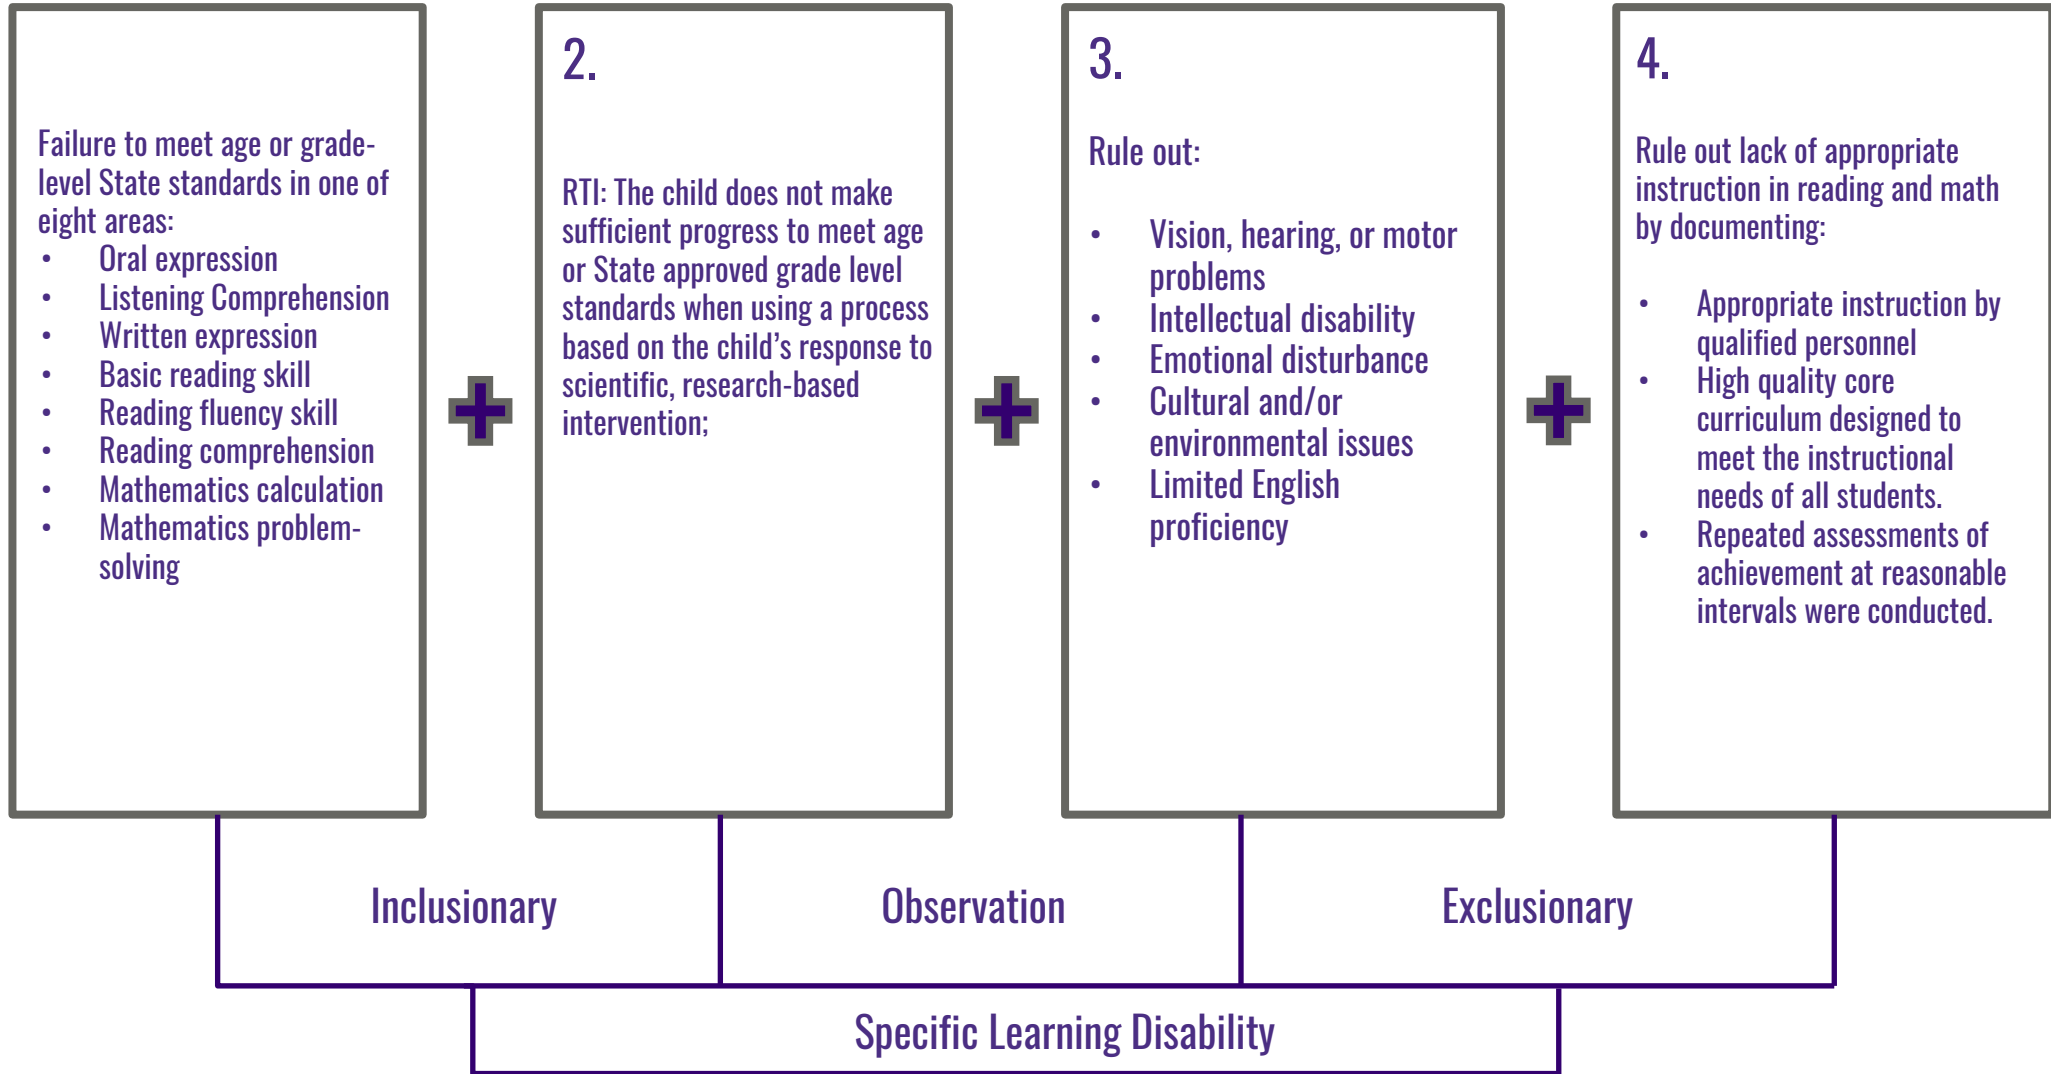 Failure to meet age or grade-
level State standards in one of
eight areas:
• Oral expression
• Listening Comprehension
• Written expression
• Basic reading skill
• Reading fluency skill
• Reading comprehension
• Mathematics calculation
• Mathematics problem-
solving
2.
RTI: The child does not make
sufficient progress to meet age
or State approved grade level
standards when using a process
based on the child’s response to
scientific, research-based
intervention;
3.
Rule out:
• Vision, hearing, or motor
problems
• Intellectual disability
• Emotional disturbance
• Cultural and/or
environmental issues
• Limited English
proficiency
4.
Rule out lack of appropriate
instruction in reading and math
by documenting:
• Appropriate instruction by
qualified personnel
• High quality core
curriculum designed to
meet the instructional
needs of all students.
• Repeated assessments of
achievement at reasonable
intervals were conducted.
Inclusionary
Observation
Exclusionary
Specific Learning Disability